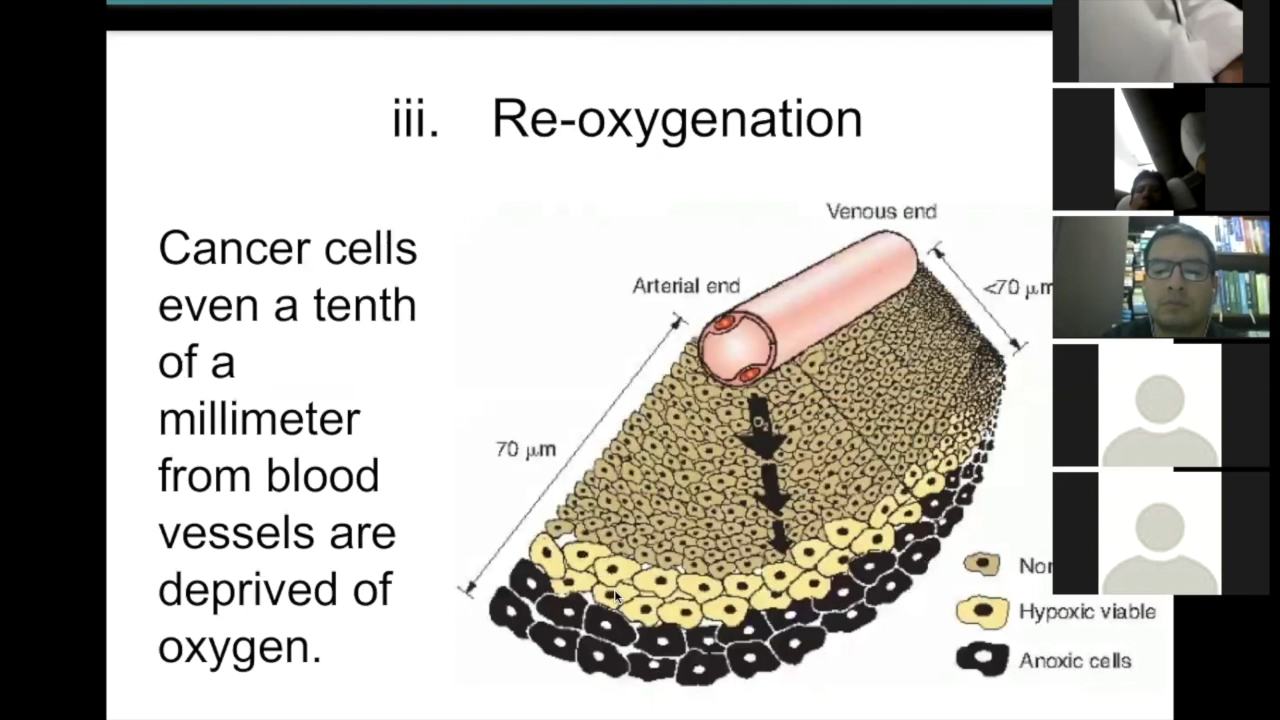 iii. Re-oxygenation
Cancer cells
even a tenth
of a
millimeter
from blood
vessels are
deprived of
oxygen.
Venous end
Arterial end
<70 μm
70 μm
O₂
Hypoxic viable
Anoxic cells